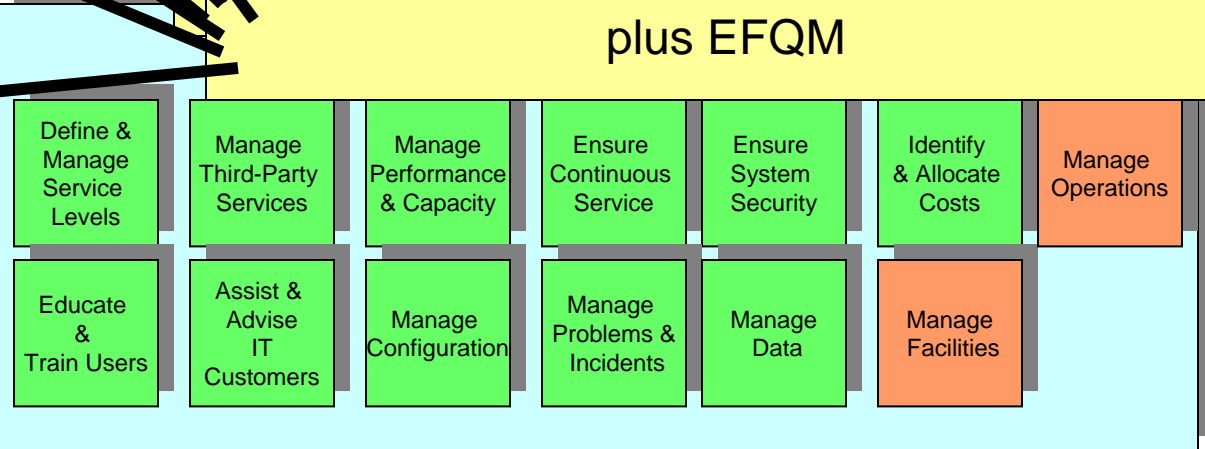 plus EFQM
Define &
Manage
Service
Levels
Manage
Third-Party
Services
Manage
Performance
& Capacity
Ensure
Continuous
Service
Ensure
System
Security
Identify
& Allocate
Costs
Manage
Operations
Educate
&
Train Users
Assist &
Advise
IT
Customers
Manage
Configuration
Manage
Problems &
Incidents
Manage
Data
Manage
Facilities